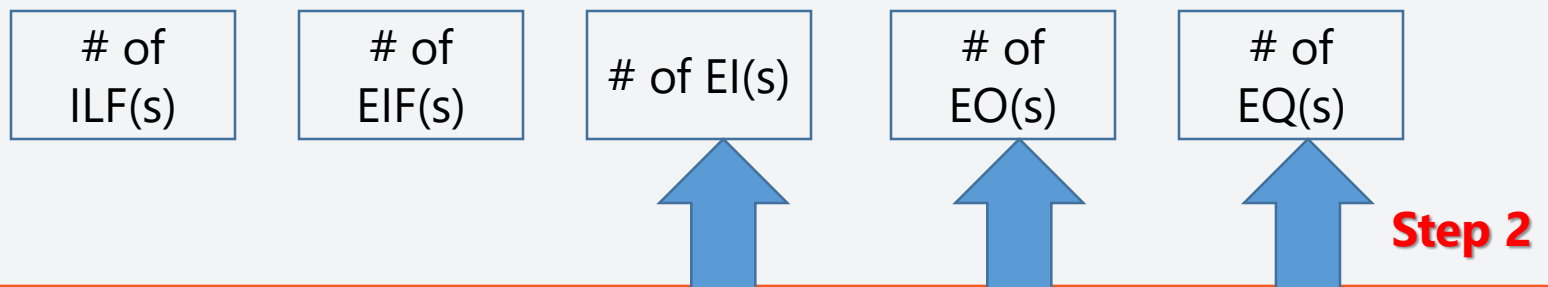 # of
ILF(s)
# of
EIF(s)
# of EI(s)
# of
EO(s)
# of
EQ(s)
Step 2